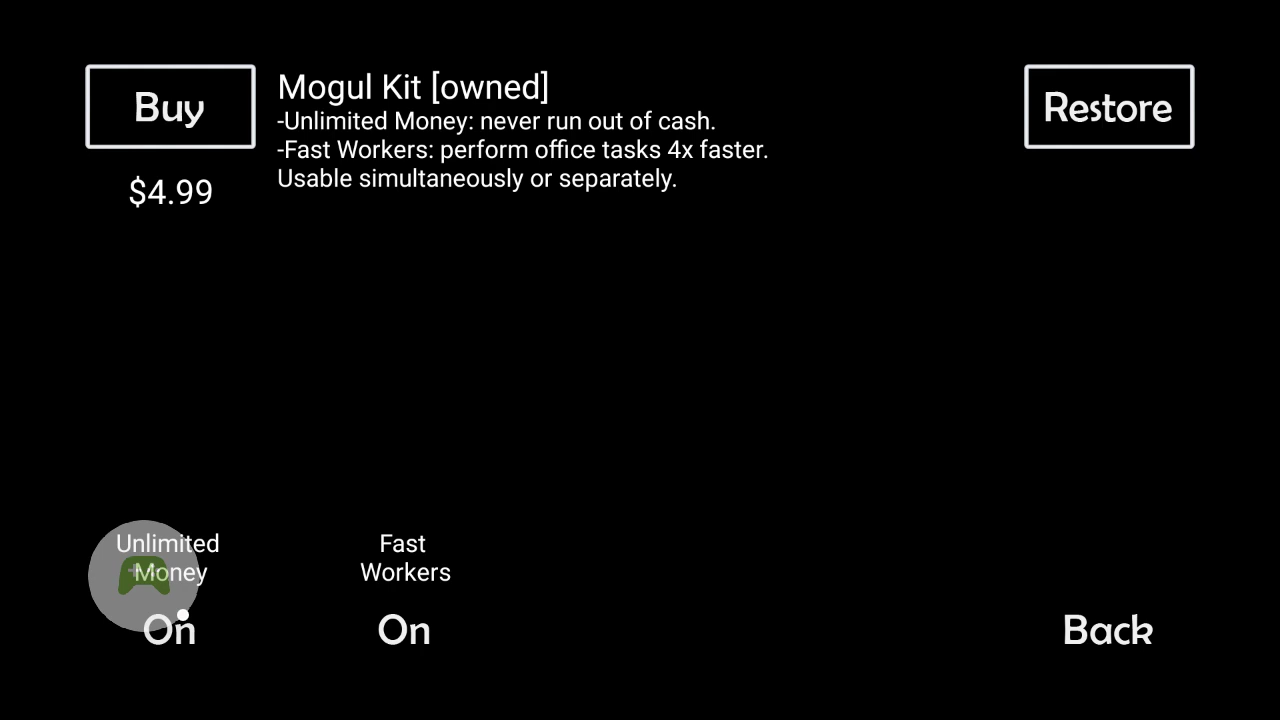 Buy
$4.99
Mogul Kit [owned]
-Unlimited Money: never run out of cash.
-Fast Workers: perform office tasks 4x faster.
Usable simultaneously or separately.
Restore
Unlimited
Money
On
Fast
Workers
On
Back